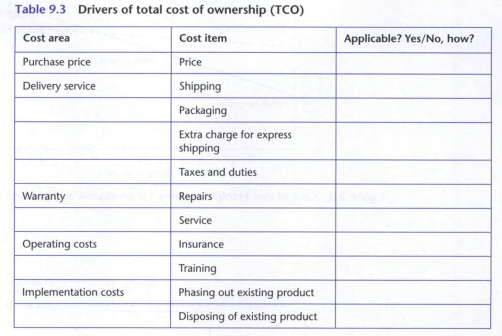 Table 9.3 Drivers of total cost of ownership (TCO)
Cost area Cost item Applicable? Yes/No, how?
Purchase price Price
Delivery service Shipping
Packaging
Extra charge for express
shipping
Taxes and duties
Warranty Repairs
Service
Operating costs Insurance
Training
Implementation costs Phasing out existing product
Disposing of existing product